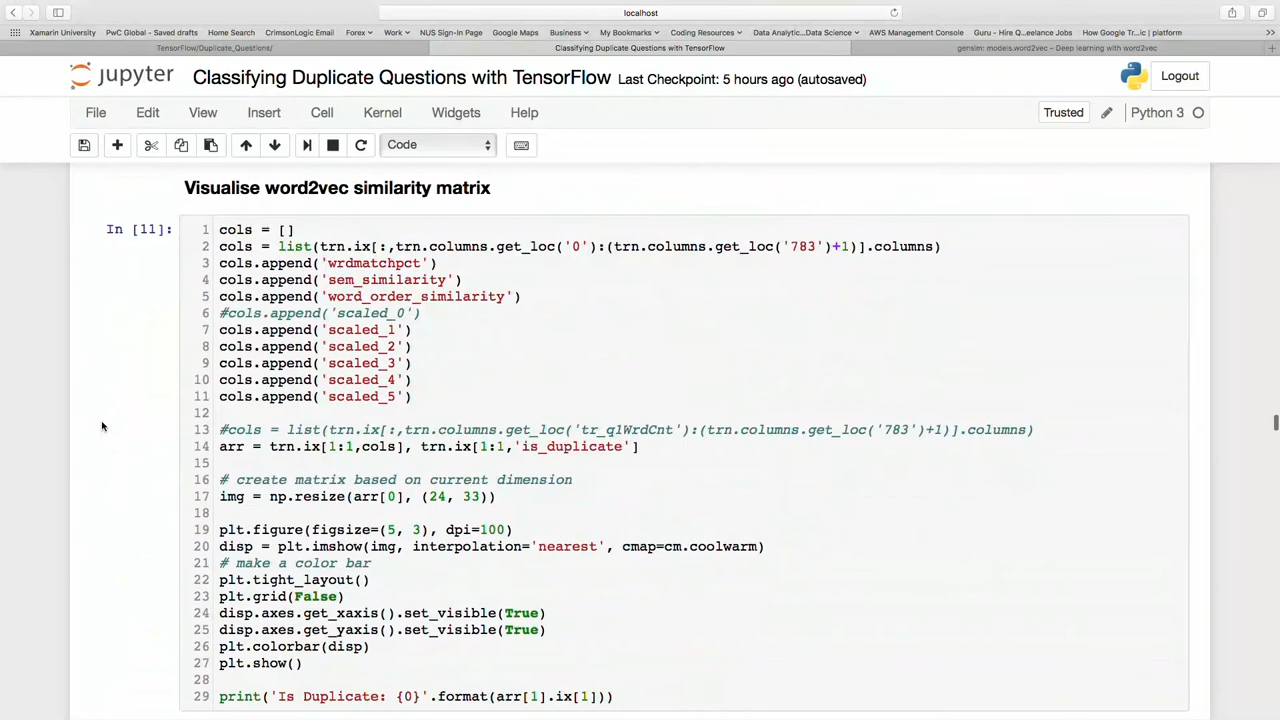 localhost
Xamarin University PwC Global - Saved drafts Home Search CrimsonLogic Email Forex Work NUS Sign-In Page Google Maps Business My Bookmarks Coding Resources Data Analytic...Data Science AWS Management Console Guru - Hire Q...eelance Jobs How Google Tr...ic | platform
TensorFlow/Duplicate_Questions/ Classifying Duplicate Questions with TensorFlow gensim: models.word2vec – Deep learning with word2vec
jupyter Classifying Duplicate Questions with TensorFlow Last Checkpoint: 5 hours ago (autosaved) Logout
File Edit View Insert Cell Kernel Widgets Help Trusted Python 3
Code
Visualise word2vec similarity matrix
In [11]: 1 cols = []
2 cols = list(trn.ix[:,trn.columns.get_loc('0'):(trn.columns.get_loc('783')+1)].columns)
3 cols.append('wrdmatchpct')
4 cols.append('sem_similarity')
5 cols.append('word_order_similarity')
6 #cols.append('scaled_0')
7 cols.append('scaled_1')
8 cols.append('scaled_2')
9 cols.append('scaled_3')
10 cols.append('scaled_4')
11 cols.append('scaled_5')
12
13 #cols = list(trn.ix[:,trn.columns.get_loc('tr_q1WrdCnt'):(trn.columns.get_loc('783')+1)].columns)
14 arr = trn.ix[1:1,cols], trn.ix[1:1,'is_duplicate']
15
16 # create matrix based on current dimension
17 img = np.resize(arr[0], (24, 33))
18
19 plt.figure(figsize=(5, 3), dpi=100)
20 disp = plt.imshow(img, interpolation='nearest', cmap=cm.coolwarm)
21 # make a color bar
22 plt.tight_layout()
23 plt.grid(False)
24 disp.axes.get_xaxis().set_visible(True)
25 disp.axes.get_yaxis().set_visible(True)
26 plt.colorbar(disp)
27 plt.show()
28
29 print('Is Duplicate: {0}'.format(arr[1].ix[1]))